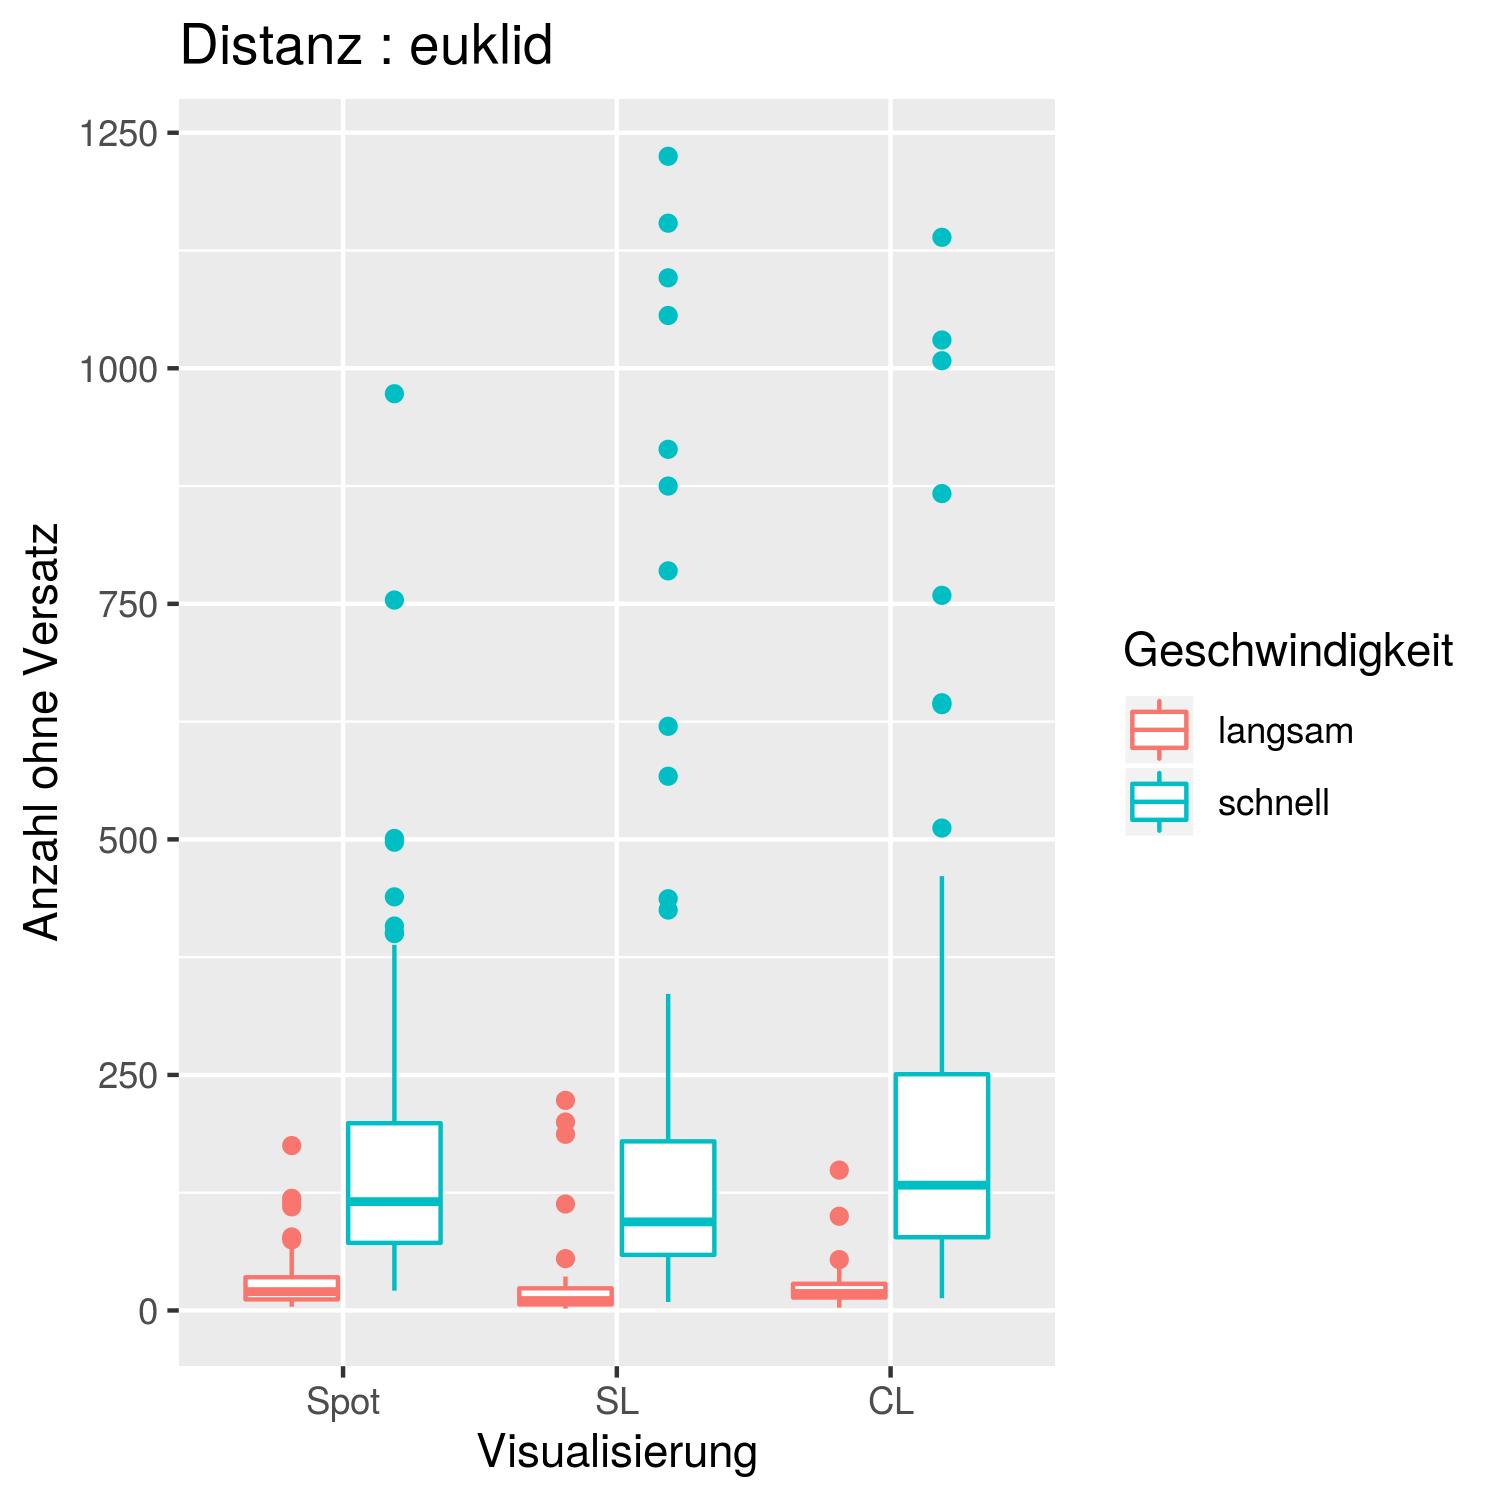 Distanz : euklid
1250
1000
750
500
250
0
Anzahl ohne Versatz
Spot SL CL
Visualisierung
Geschwindigkeit
langsam
schnell